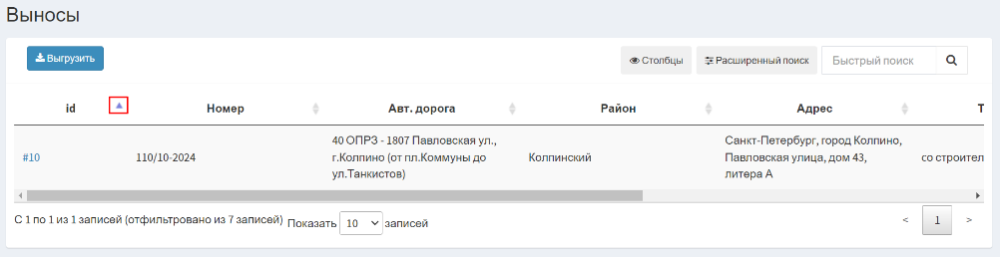 Выносы
Выгрузить
Столбцы
Расширенный поиск
Быстрый поиск
id
Номер
Авт. дорога
Район
Адрес
Т
#10
110/10-2024
40 ОПРЗ - 1807 Павловская ул.,
г.Колпино (от пл.Коммуны до
ул.Танкистов)
Колпинский
Санкт-Петербург, город Колпино,
Павловская улица, дом 43,
литера А
со строител
С 1 по 1 из 1 записей (отфильтровано из 7 записей)
Показать 10 записей
< 1 >